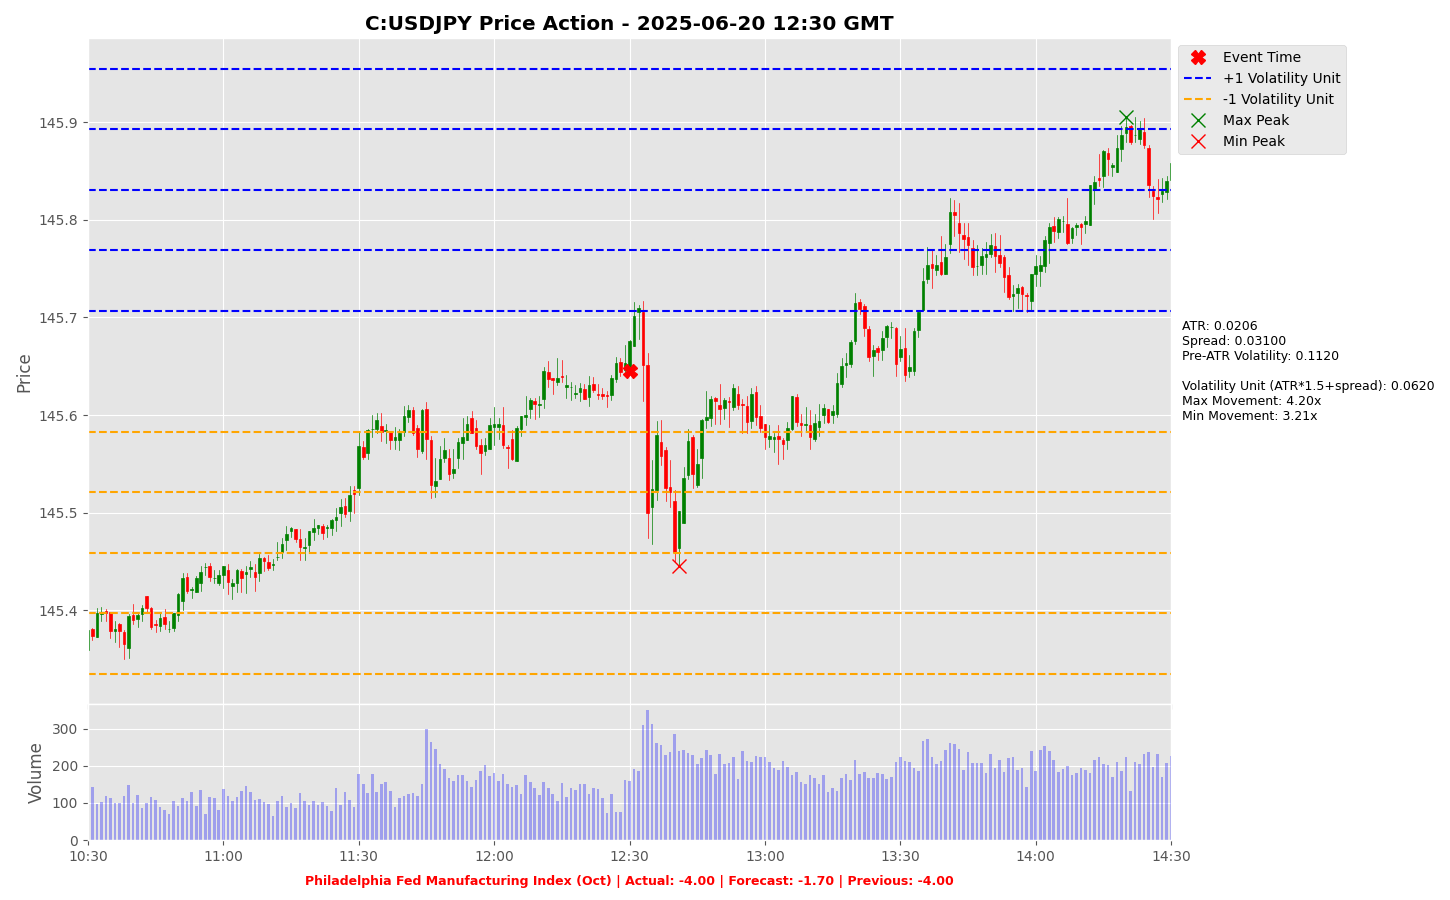 C:USDJPY Price Action - 2025-06-20 12:30 GMT
Event Time
+1 Volatility Unit
-1 Volatility Unit
Max Peak
Min Peak
Price
145.9
145.8
145.7
145.6
145.5
145.4
ATR: 0.0206
Spread: 0.03100
Pre-ATR Volatility: 0.1120
Volatility Unit (ATR*1.5+spread): 0.0620
Max Movement: 4.20x
Min Movement: 3.21x
Volume
300
200
100
0
10:30 11:00 11:30 12:00 12:30 13:00 13:30 14:00 14:30
Philadelphia Fed Manufacturing Index (Oct) | Actual: -4.00 | Forecast: -1.70 | Previous: -4.00